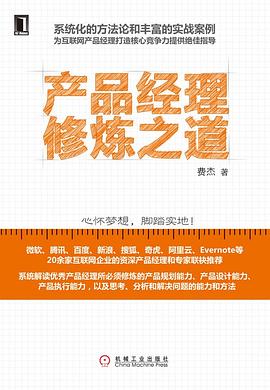 系统化的方法论和丰富的实战案例
为互联网产品经理打造核心竞争力提供绝佳指导
产品经理
修炼之道
费杰 著
心怀梦想，脚踏实地！
微软、腾讯、百度、新浪、搜狐、奇虎、阿里云、Evernote等
20余家互联网企业的资深产品经理和专家联袂推荐
系统解读优秀产品经理所必须修炼的产品规划能力、产品设计能力、
产品执行能力，以及思考、分析和解决问题的能力和方法
机械工业出版社
China Machine Press